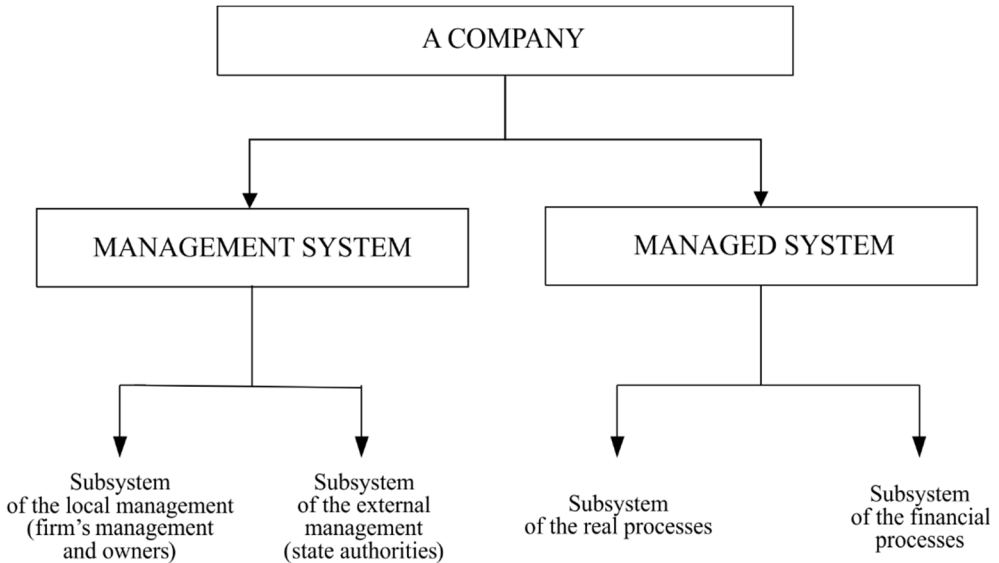 A COMPANY
MANAGEMENT SYSTEM
MANAGED SYSTEM
Subsystem
of the local management
(firm's management
and owners)
Subsystem
of the external
management
(state authorities)
Subsystem
of the real processes
Subsystem
of the financial
processes